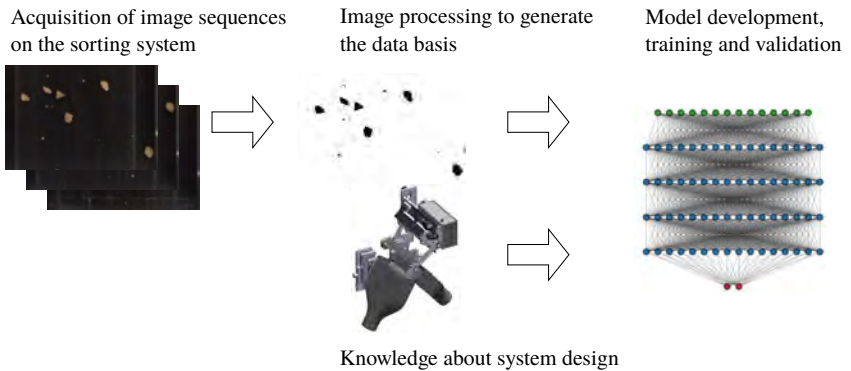 Acquisition of image sequences
on the sorting system
Image processing to generate
the data basis
Model development,
training and validation
Knowledge about system design